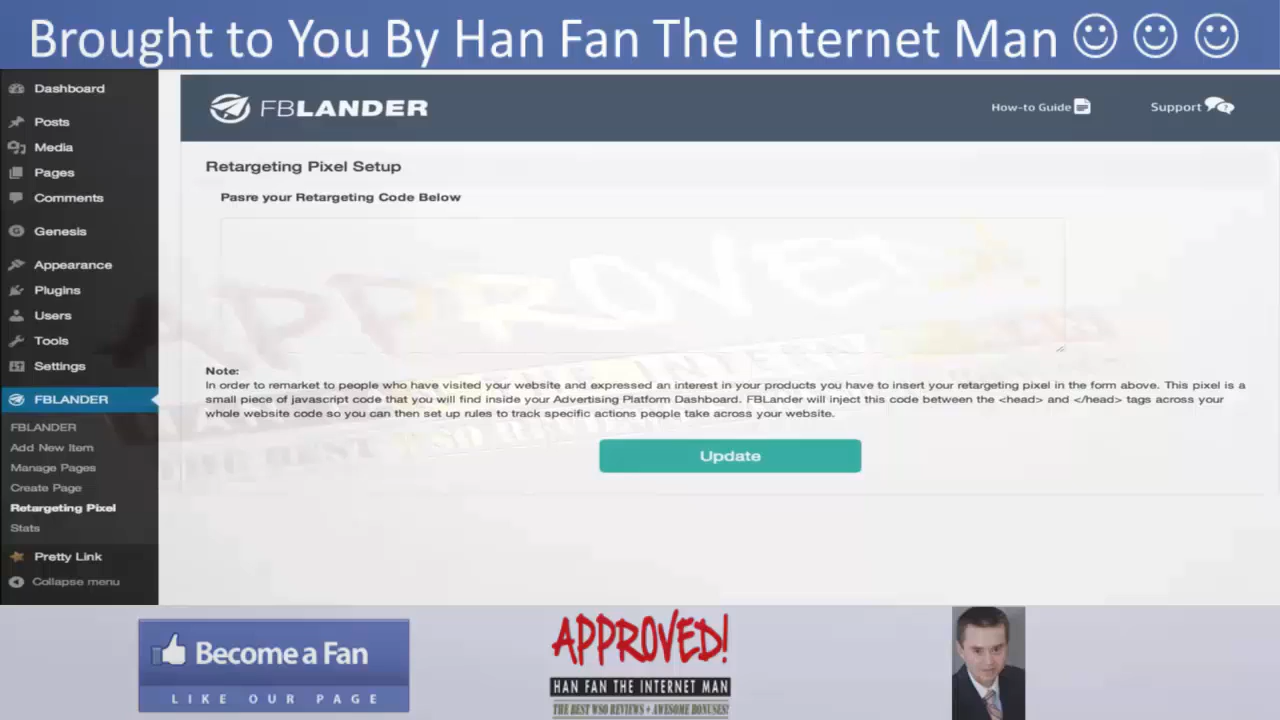 Brought to You By Han Fan The Internet Man
Dashboard
Posts
Media
Pages
Comments
Genesis
Appearance
Plugins
Users
Tools
Settings
FBLANDER
FBLANDER
Add New Item
Manage Pages
Create Page
Retargeting Pixel
Stats
Pretty Link
Collapse menu
FBLANDER
How-to Guide
Support
Retargeting Pixel Setup
Pasre your Retargeting Code Below
Note:
In order to remarket to people who have visited your website and expressed an interest in your products you have to insert your retargeting pixel in the form above. This pixel is a
small piece of javascript code that you will find inside your Advertising Platform Dashboard. FBLander will inject this code between the <head> and </head> tags across your
whole website code so you can then set up rules to track specific actions people take across your website.
Update
Become a Fan
LIKE OUR PAGE
APPROVED!
HAN FAN THE INTERNET MAN
THE BEST WSO REVIEWS + AWESOME BONUSES!